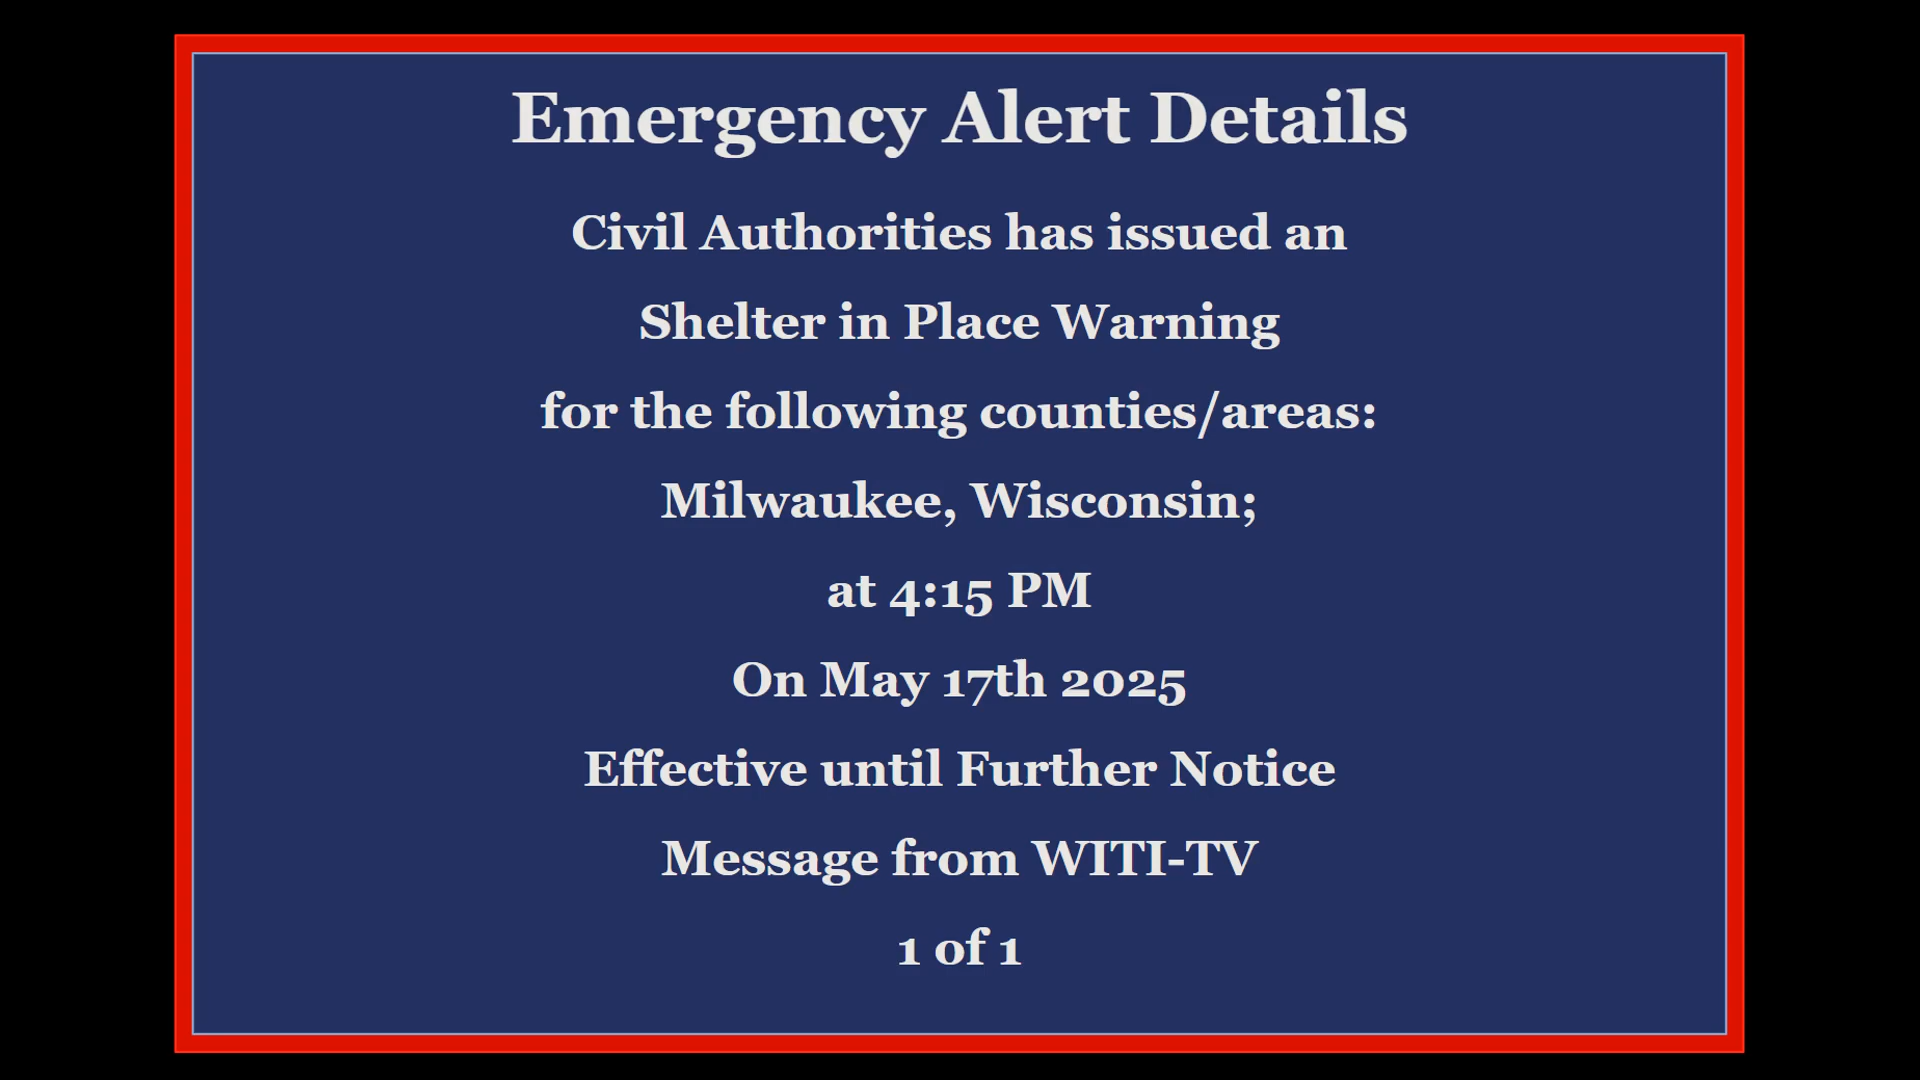 Emergency Alert Details
Civil Authorities has issued an
Shelter in Place Warning
for the following counties/areas:
Milwaukee, Wisconsin;
at 4:15 PM
On May 17th 2025
Effective until Further Notice
Message from WITI-TV
1 of 1